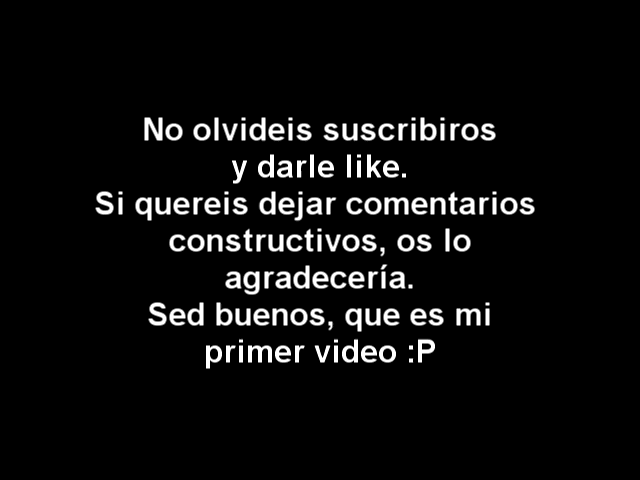 No olvideis suscribiros
y darle like.
Si quereis dejar comentarios
constructivos, os lo
agradecería.
Sed buenos, que es mi
primer video :P